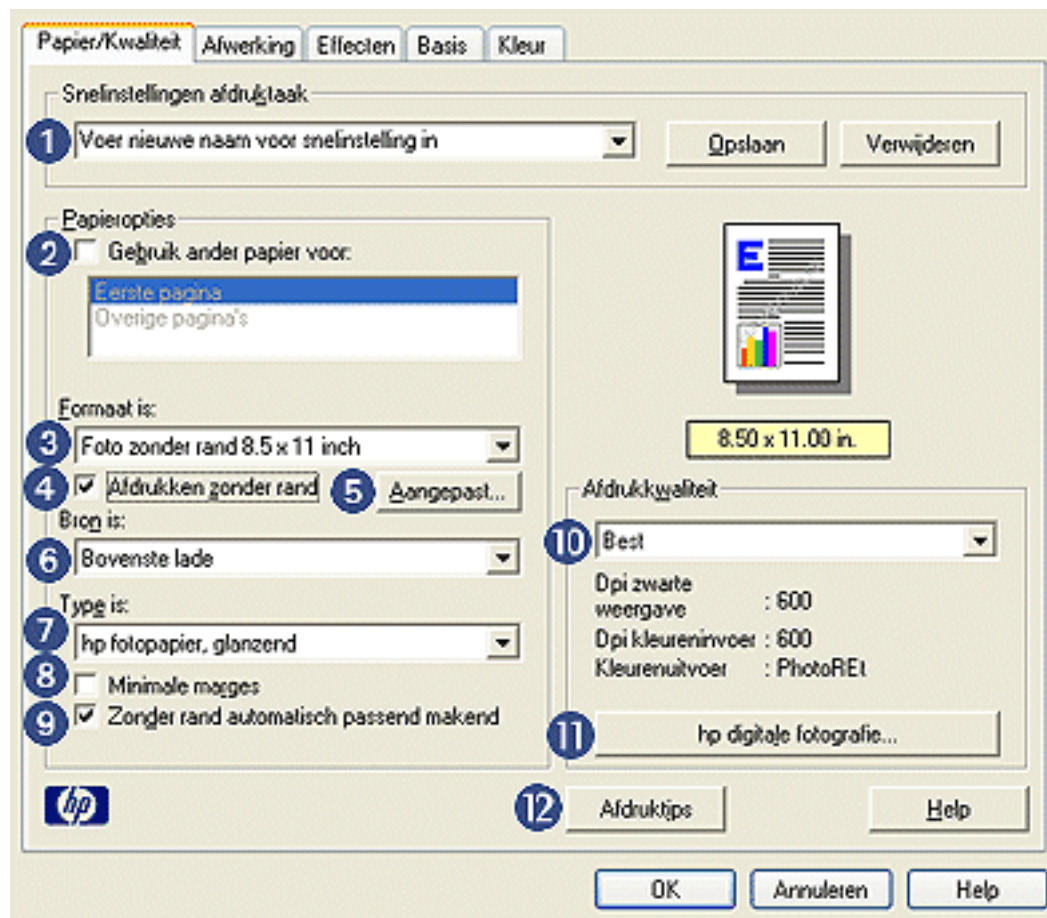 Papier/Kwaliteit Afwerking Effecten Basis Kleur
Snelinstellingen afdruktaak
1 Voer nieuwe naam voor snelinstelling in Opslaan Verwijderen
Papieropties
2 Gebruik ander papier voor:
Eerste pagina
Overige pagina's
E
Formaat is:
3 Foto zonder rand 8.5 x 11 inch
8.50 x 11.00 in.
4 Afdrukken zonder rand 5 Aangepast...
Bron is:
6 Bovenste lade
Type is:
7 hp fotopapier, glanzend
8 Minimale marges
9 Zonder rand automatisch passend makend
Afdrukkwaliteit
10 Best
Dpi zwarte
weergave : 600
Dpi kleureninvoer : 600
Kleurenuitvoer : PhotoREt
11 hp digitale fotografie...
hp
12 Afdruktips Help
OK Annuleren Help